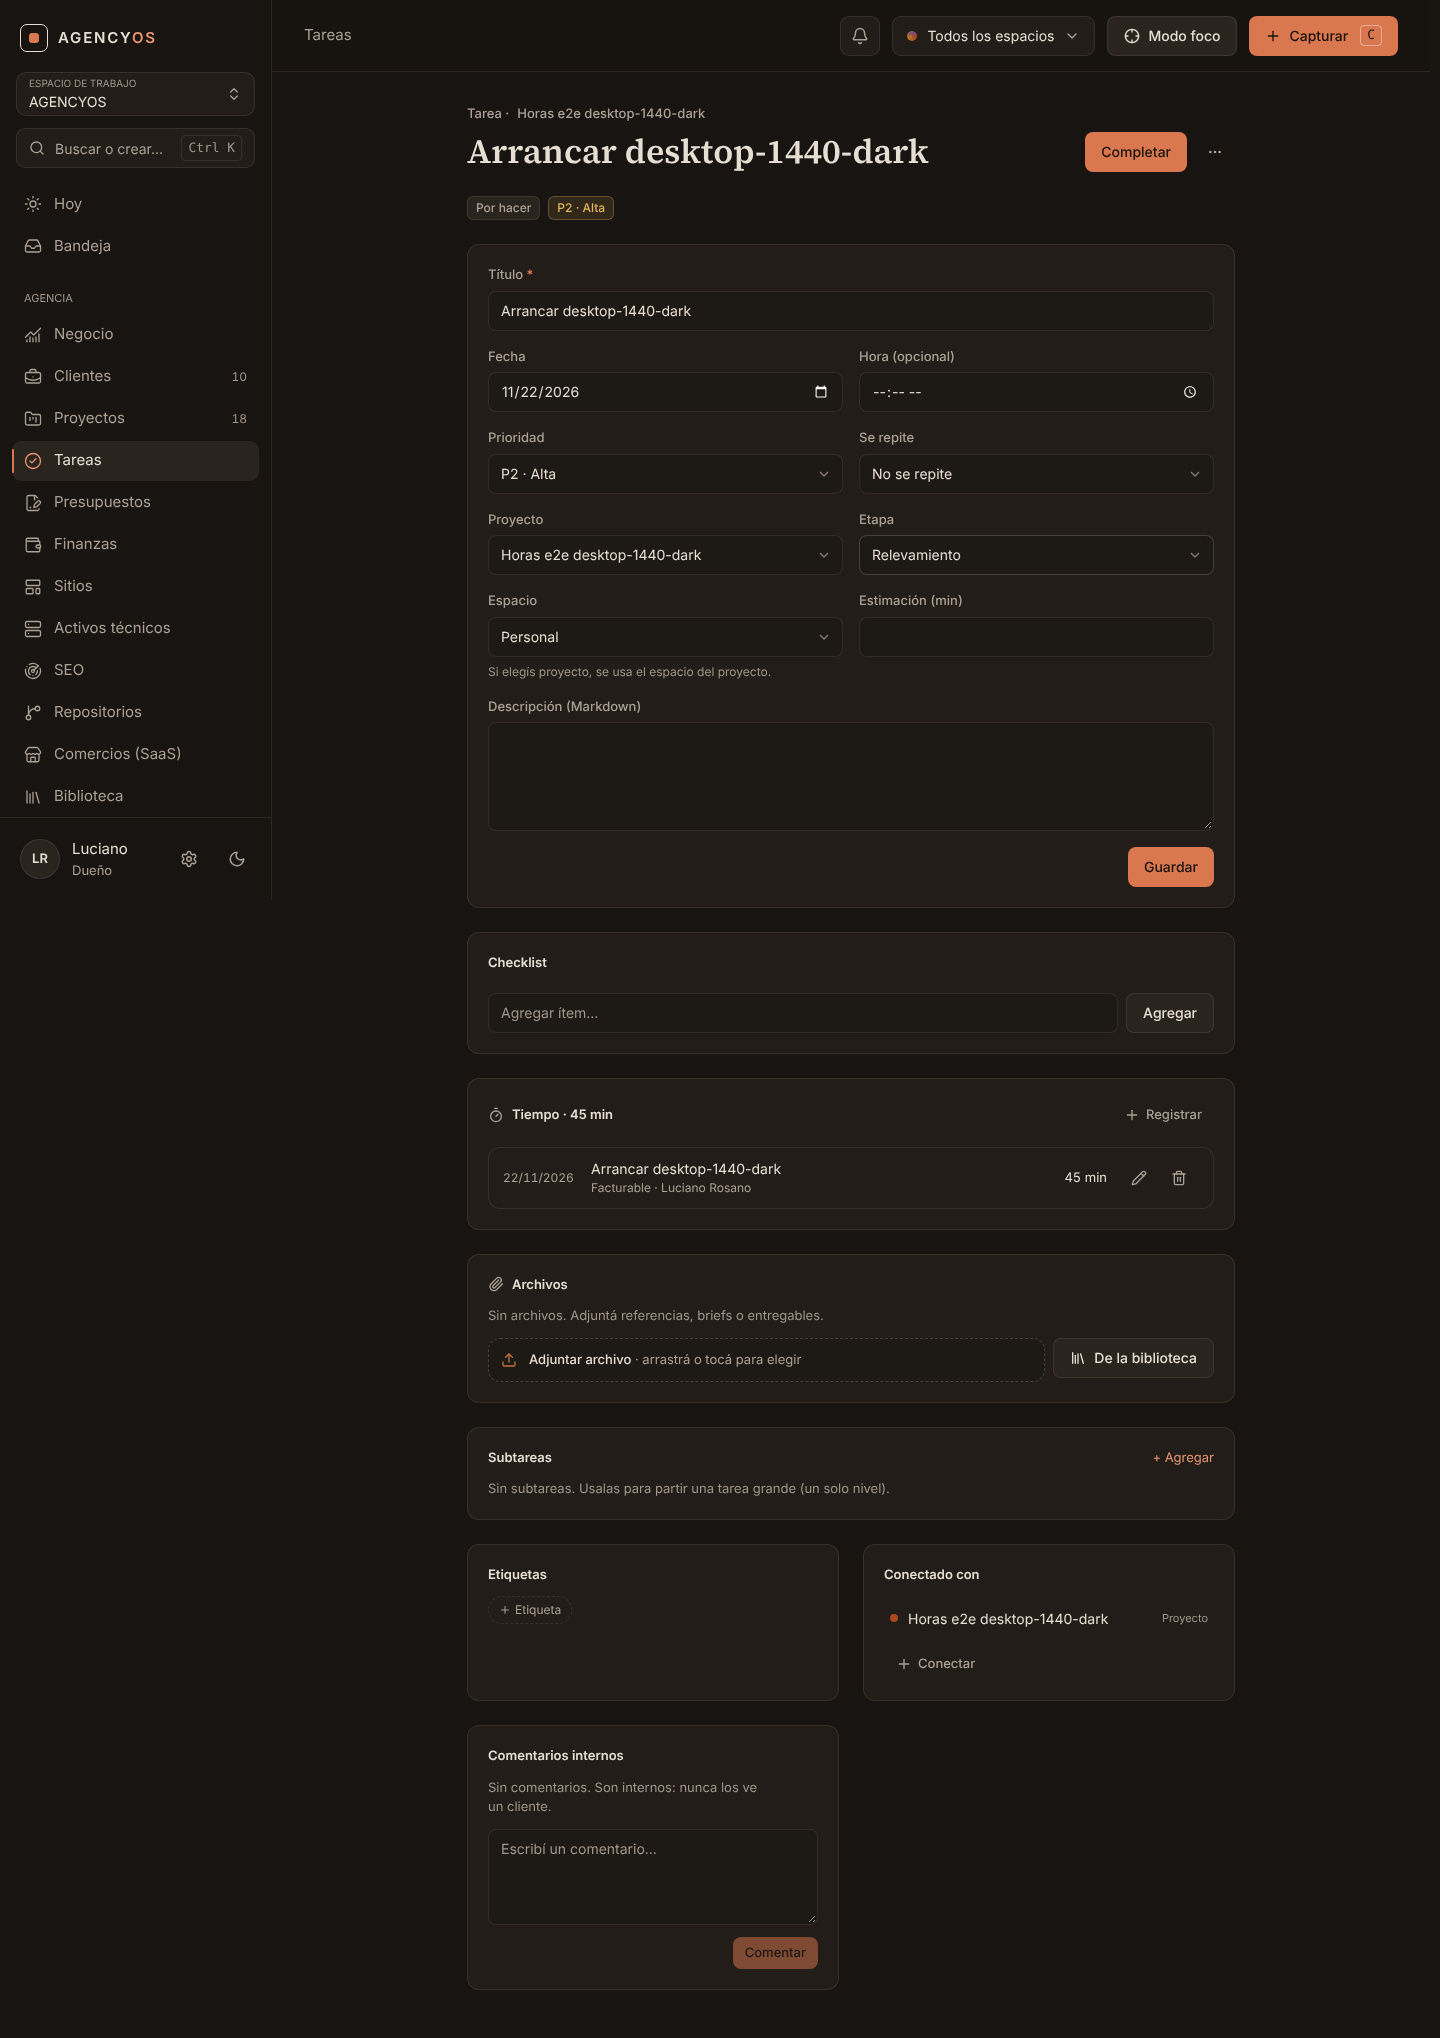 AGENCYOS
ESPACIO DE TRABAJO
AGENCYOS
Buscar o crear... Ctrl K
Hoy
Bandeja
AGENCIA
Negocio
Clientes 10
Proyectos 18
Tareas
Presupuestos
Finanzas
Sitios
Activos técnicos
SEO
Repositorios
Comercios (SaaS)
Biblioteca
LR
Luciano
Dueño
Tareas
Todos los espacios
Modo foco
Capturar C
Tarea · Horas e2e desktop-1440-dark
Arrancar desktop-1440-dark
Completar
Por hacer P2 · Alta
Título *
Arrancar desktop-1440-dark
Fecha Hora (opcional)
11/22/2026 --:-- --
Prioridad Se repite
P2 · Alta No se repite
Proyecto Etapa
Horas e2e desktop-1440-dark Relevamiento
Espacio Estimación (min)
Personal
Si elegís proyecto, se usa el espacio del proyecto.
Descripción (Markdown)
Guardar
Checklist
Agregar ítem... Agregar
Tiempo · 45 min Registrar
22/11/2026 Arrancar desktop-1440-dark 45 min
Facturable · Luciano Rosano
Archivos
Sin archivos. Adjuntá referencias, briefs o entregables.
Adjuntar archivo · arrastrá o tocá para elegir De la biblioteca
Subtareas + Agregar
Sin subtareas. Usalas para partir una tarea grande (un solo nivel).
Etiquetas
+ Etiqueta
Conectado con
Horas e2e desktop-1440-dark Proyecto
+ Conectar
Comentarios internos
Sin comentarios. Son internos: nunca los ve
un cliente.
Escribí un comentario...
Comentar